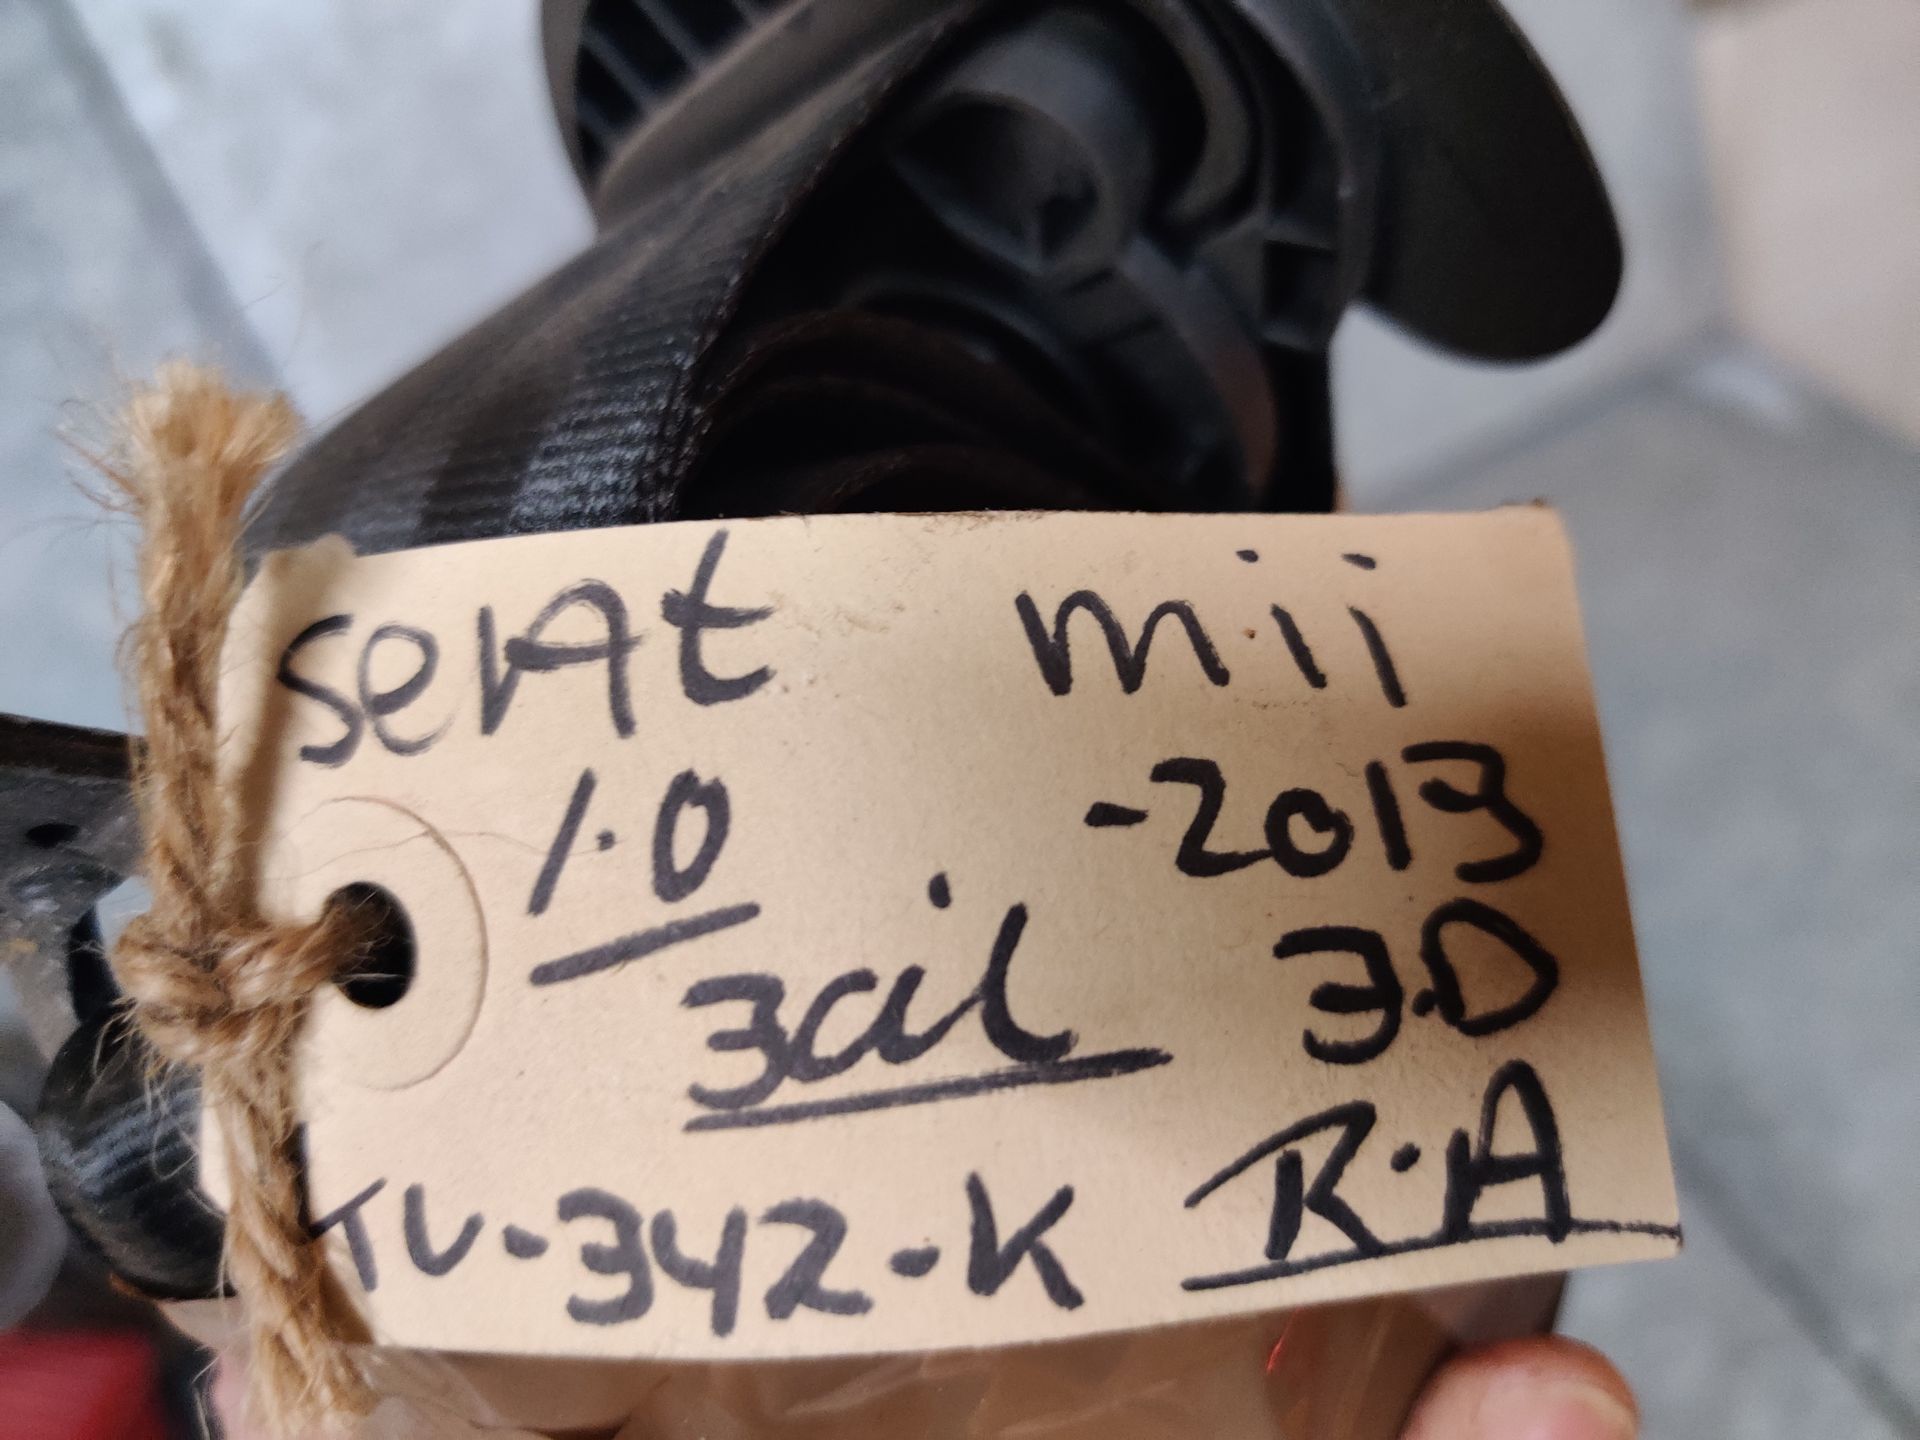 seAt mii
1.0 -2013
3cil 3.D
TV-342-K R.A